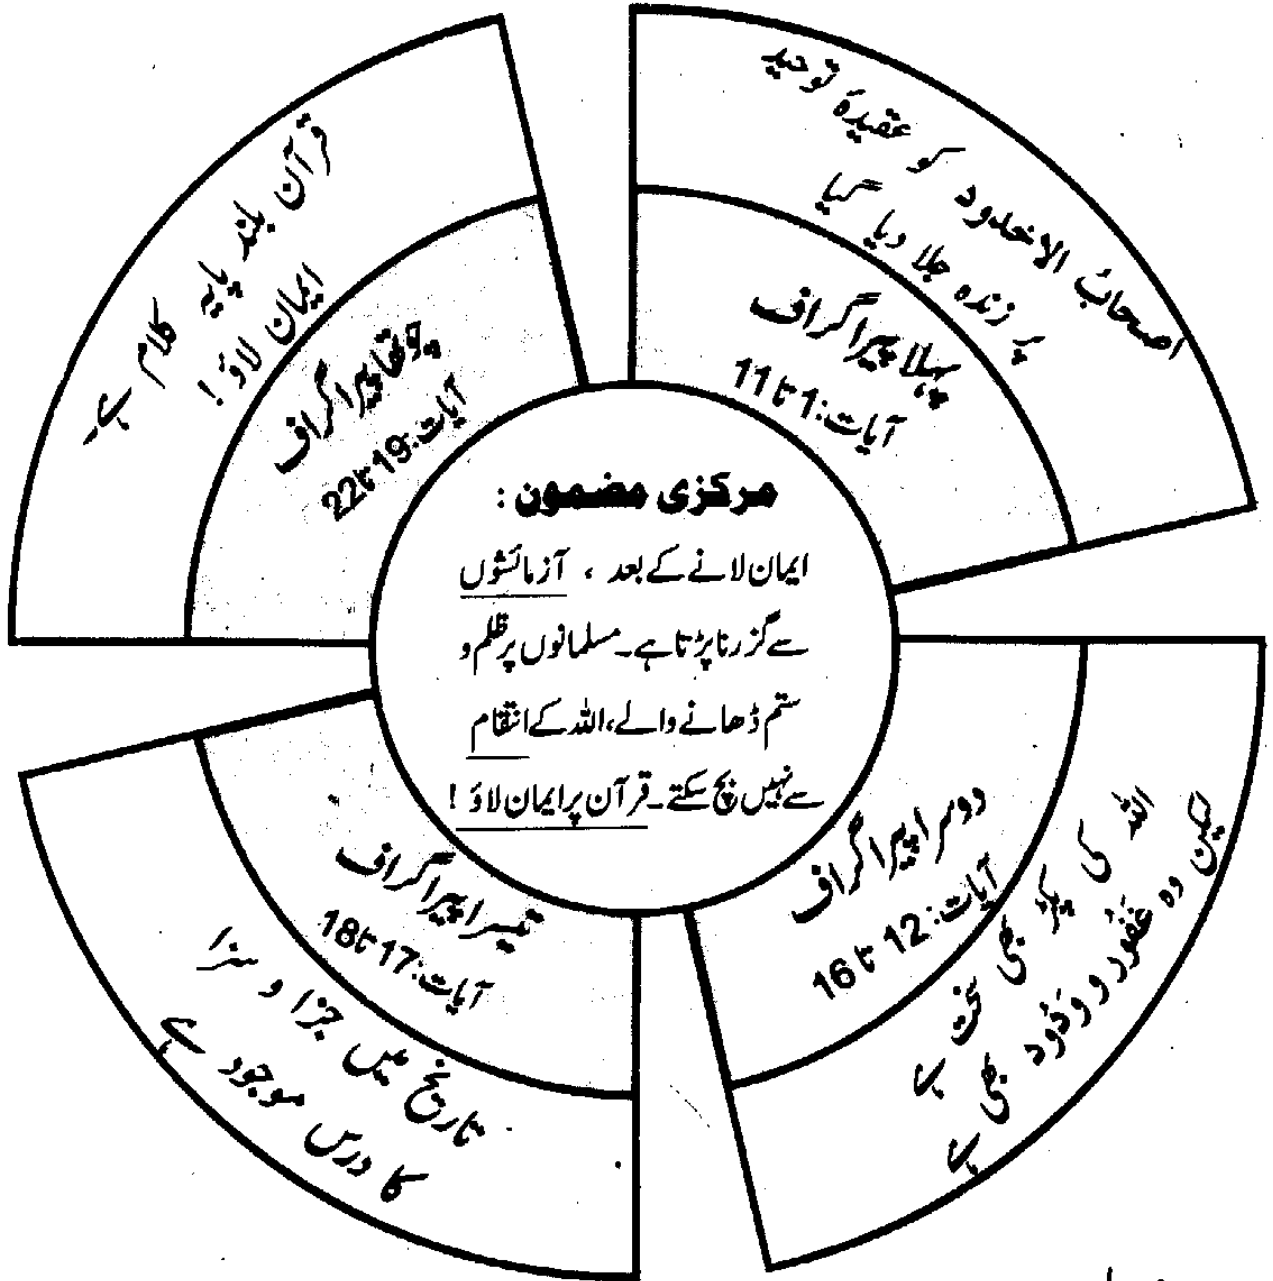 مرکزی مضمون :
ایمان لانے کے بعد ، آزمائشوں
سے گزرنا پڑتا ہے۔ مسلمانوں پر ظلم و
ستم ڈھانے والے، اللہ کے انتقام
سے نہیں بچ سکتے۔ قرآن پر ایمان لاؤ !
اصحابُ الاخدود کو عقیدۂ توحید
پر زندہ جلا دیا گیا
پہلا پیراگراف
آیات: 1 تا 11
اللہ کی پکڑ بھی سخت ہے
لیکن وہ غَفُور و وَدُود بھی ہے
دوسرا پیراگراف
آیات: 12 تا 16
تیسرا پیراگراف
آیات: 17 تا 18
تاریخ میں جزا و سزا
کا درس موجود ہے
قرآن بلند پایہ کلام ہے۔
ایمان لاؤ !
چوتھا پیراگراف
آیات: 19 تا 22